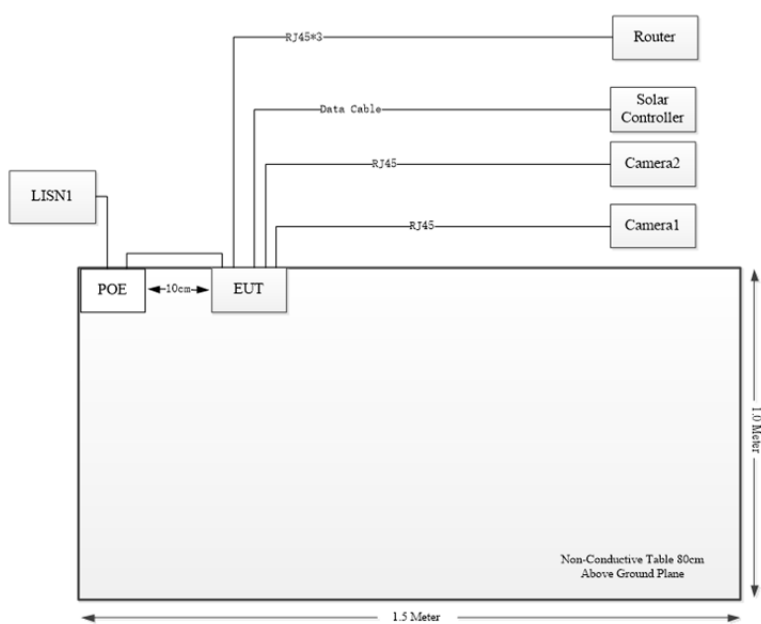 RJ45*3
Router
Data Cable
Solar
Controller
RJ45
Camera2
LISN1
RJ45
Camera1
POE
10cm
EUT
1.0 Meter
Non-Conductive Table 80cm
Above Ground Plane
1.5 Meter